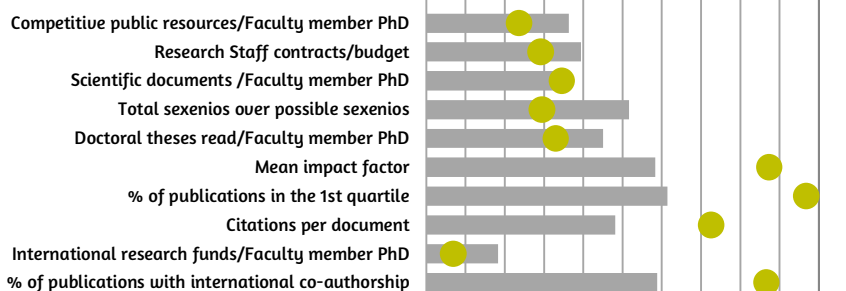 Competitive public resources/Faculty member PhD
Research Staff contracts/budget
Scientific documents /Faculty member PhD
Total sexenios over possible sexenios
Doctoral theses read/Faculty member PhD
Mean impact factor
% of publications in the 1st quartile
Citations per document
International research funds/Faculty member PhD
% of publications with international co-authorship